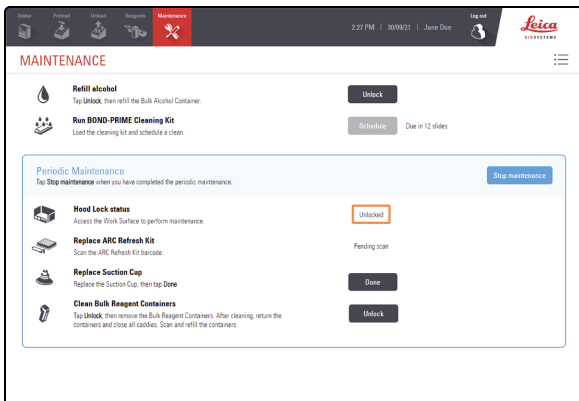 Status Preload Unload Reagents Maintenance
2:27 PM | 30/09/21 | Jane Doe
Log out
Leica
BIOSYSTEMS
MAINTENANCE
Refill alcohol
Tap Unlock, then refill the Bulk Alcohol Container.
Unlock
Run BOND-PRIME Cleaning Kit
Load the cleaning kit and schedule a clean.
Schedule
Due in 12 slides
Periodic Maintenance
Tap Stop maintenance when you have completed the periodic maintenance.
Stop maintenance
Hood Lock status
Access the Work Surface to perform maintenance.
Unlocked
Replace ARC Refresh Kit
Scan the ARC Refresh Kit barcode.
Pending scan
Replace Suction Cup
Replace the Suction Cup, then tap Done
Done
Clean Bulk Reagent Containers
Tap Unlock, then remove the Bulk Reagent Containers. After cleaning, return the
containers and close all caddies. Scan and refill the containers.
Unlock